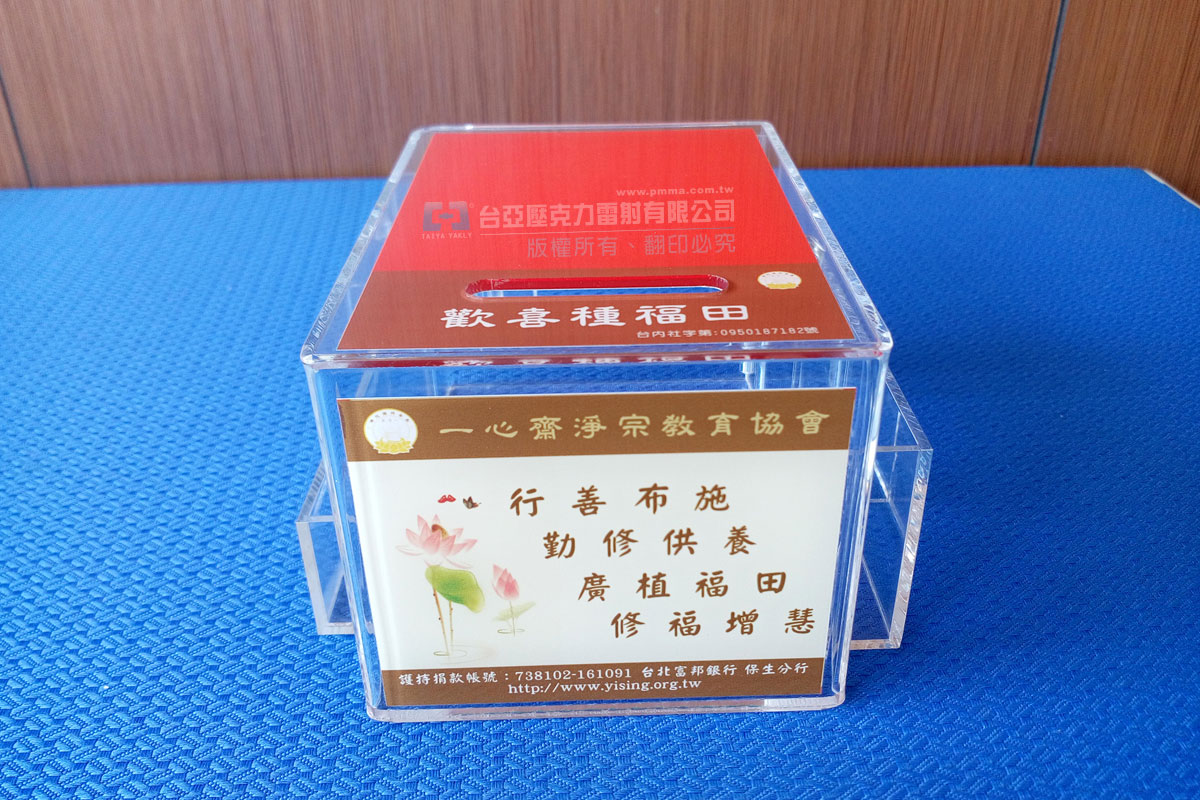 www.pmma.com.tw
台亞壓克力雷射有限公司
TAIYA YAKLY
版權所有、翻印必究
歡喜種福田
台內社字第:0950187182號
一心齋淨宗教育協會
行善布施
勤修供養
廣植福田
修福增慧
護持捐款帳號:738102-161091 台北富邦銀行 保生分行
http://www.yising.org.tw